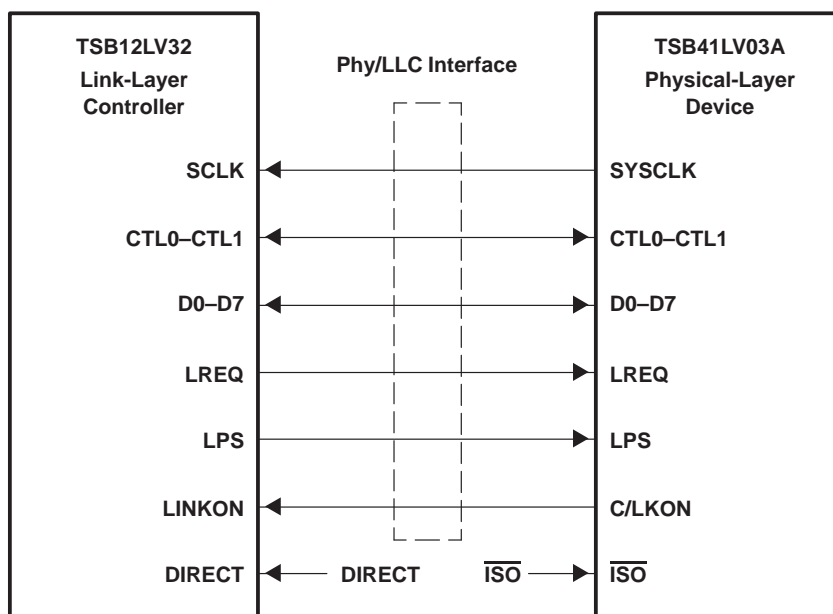 TSB12LV32
Link-Layer
Controller
Phy/LLC Interface
TSB41LV03A
Physical-Layer
Device
SCLK SYSCLK
CTL0–CTL1 CTL0–CTL1
D0–D7 D0–D7
LREQ LREQ
LPS LPS
LINKON C/LKON
DIRECT DIRECT ISO ISO